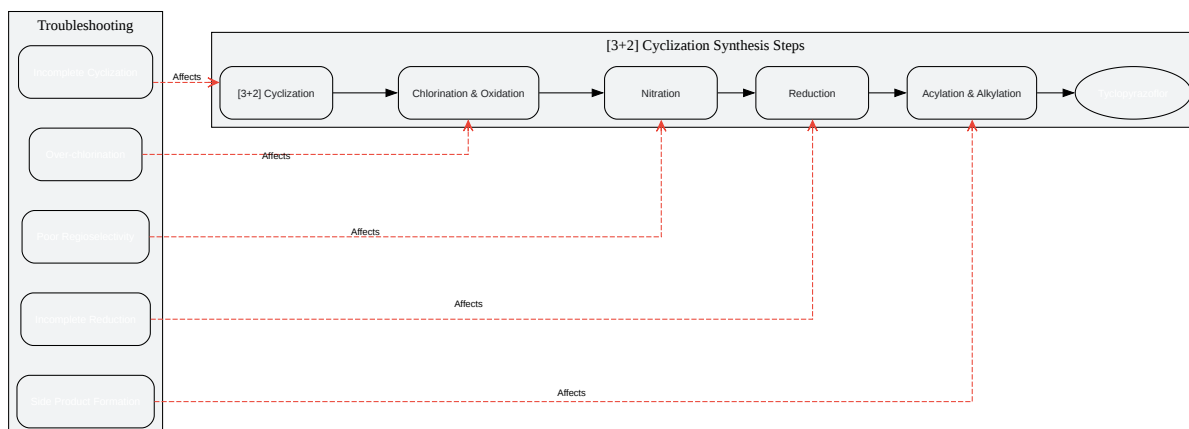 Troubleshooting
[3+2] Cyclization Synthesis Steps
Incomplete Cyclization
Affects
[3+2] Cyclization
Chlorination & Oxidation
Nitration
Reduction
Acylation & Alkylation
Tyclopyrazoflor
Over-chlorination
Affects
Poor Regioselectivity
Affects
Incomplete Reduction
Affects
Side Product Formation
Affects